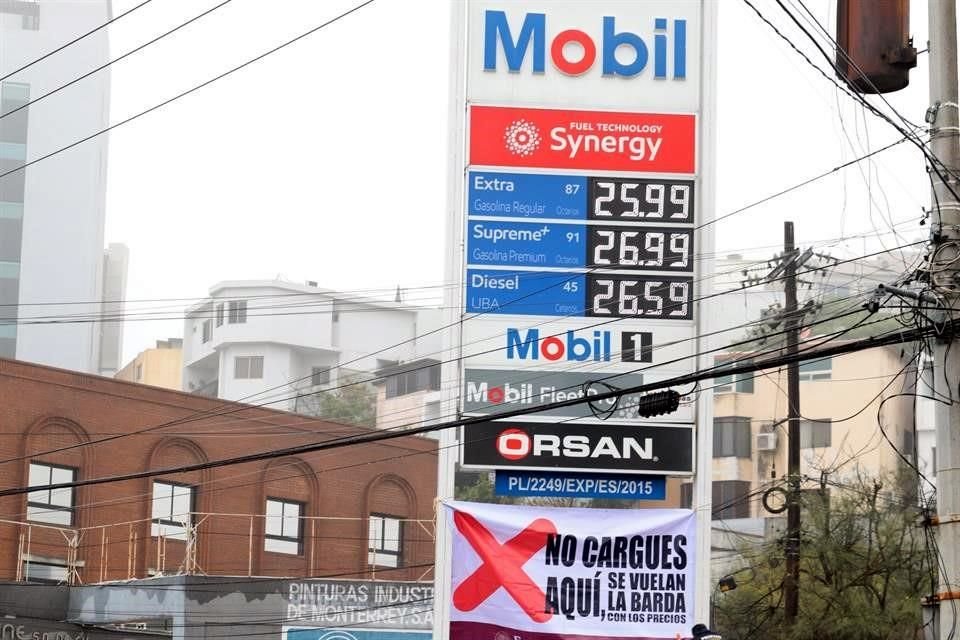 Mobil
FUEL TECHNOLOGY
Synergy
Extra 87 25.99
Gasolina Regular Octanos
Supreme+ 91 26.99
Gasolina Premium Octanos
Diesel 45 26.59
UBA Cetanos
Mobil 1
Mobil FleetPro
ORSAN
PL/2249/EXP/ES/2015
NO CARGUES
AQUÍ, SE VUELAN
LA BARDA
CON LOS PRECIOS
PINTURAS INDUST
DE MONTERREY, S.A.